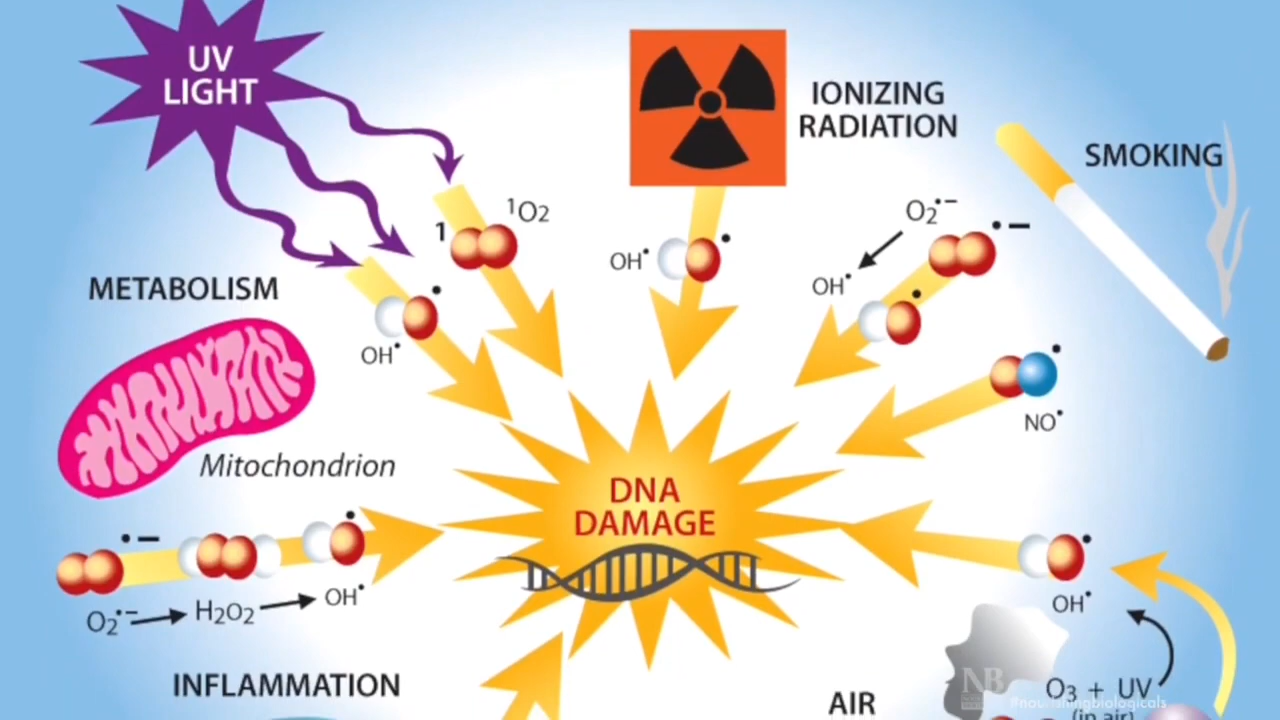 UV
LIGHT
IONIZING
RADIATION
SMOKING
1
¹O2
O2•−
•−
OH•
OH•
METABOLISM
OH•
NO•
Mitochondrion
DNA
DAMAGE
•−
O2•−
H2O2
OH•
OH•
INFLAMMATION
AIR
O3 + UV
(in air)
NB
#nourishingbiologicals